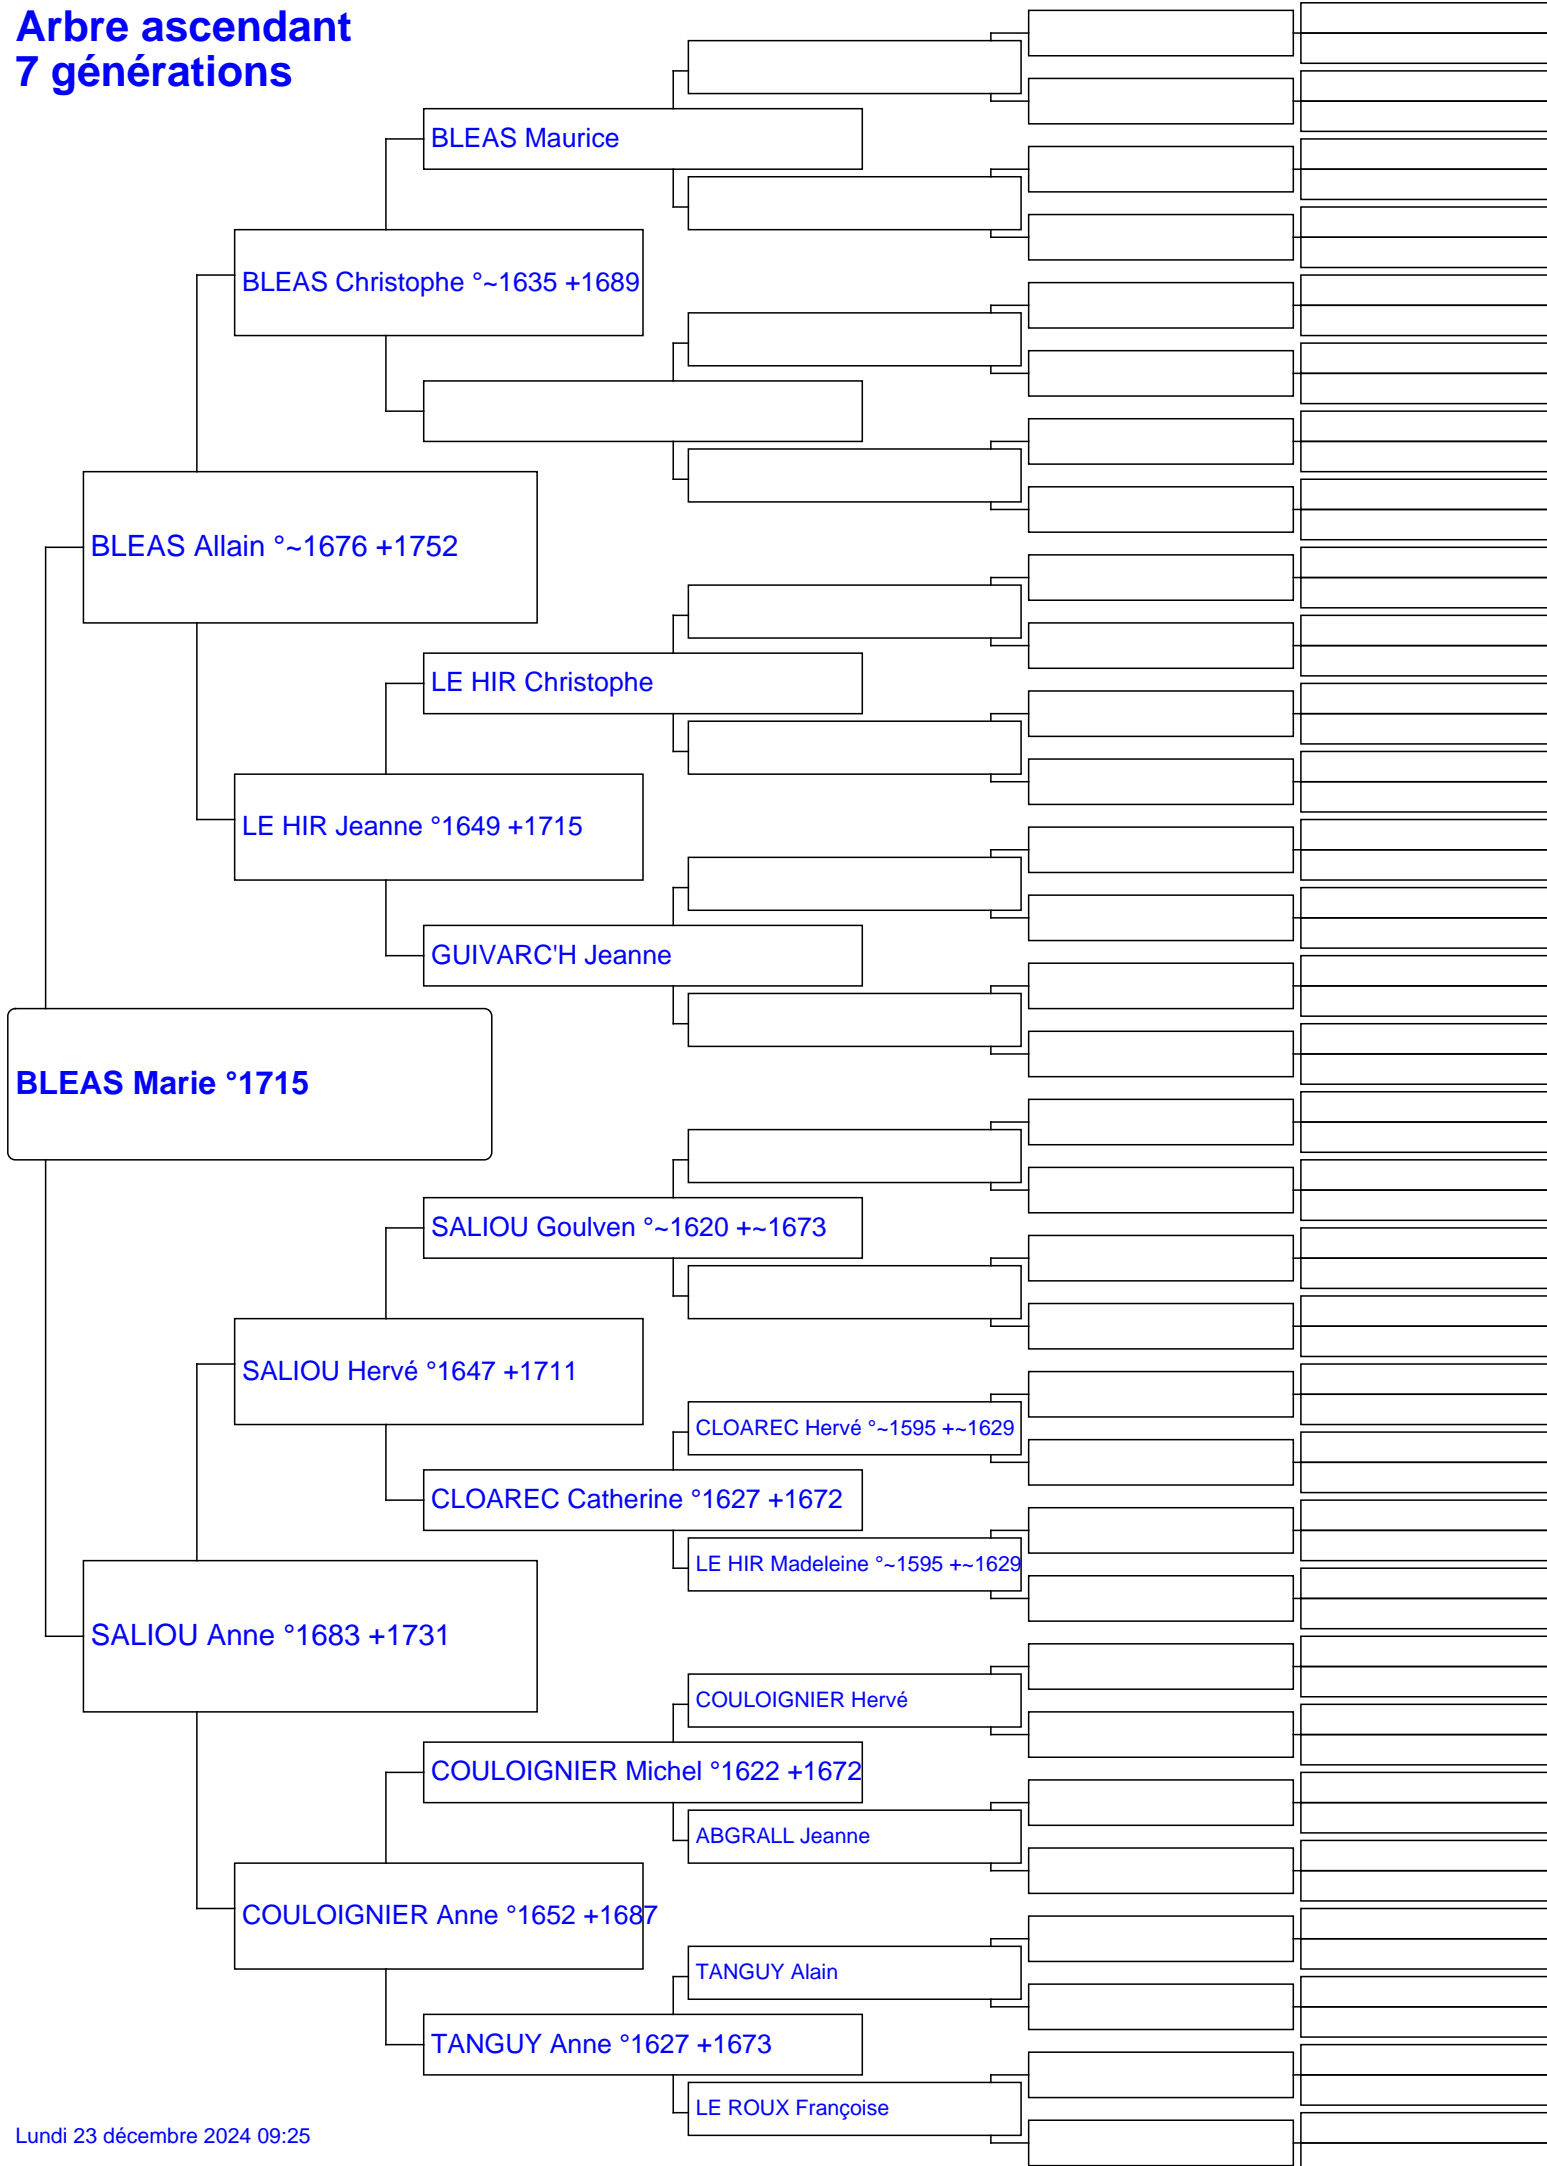 Arbre ascendant
7 générations
BLEAS Maurice
BLEAS Christophe °~1635 +1689
BLEAS Allain °~1676 +1752
LE HIR Christophe
LE HIR Jeanne °1649 +1715
GUIVARC'H Jeanne
BLEAS Marie °1715
SALIOU Goulven °~1620 +~1673
SALIOU Hervé °1647 +1711
CLOAREC Hervé °~1595 +~1629
CLOAREC Catherine °1627 +1672
LE HIR Madeleine °~1595 +~1629
SALIOU Anne °1683 +1731
COULOIGNIER Hervé
COULOIGNIER Michel °1622 +1672
ABGRALL Jeanne
COULOIGNIER Anne °1652 +1687
TANGUY Alain
TANGUY Anne °1627 +1673
LE ROUX Françoise
Lundi 23 décembre 2024 09:25